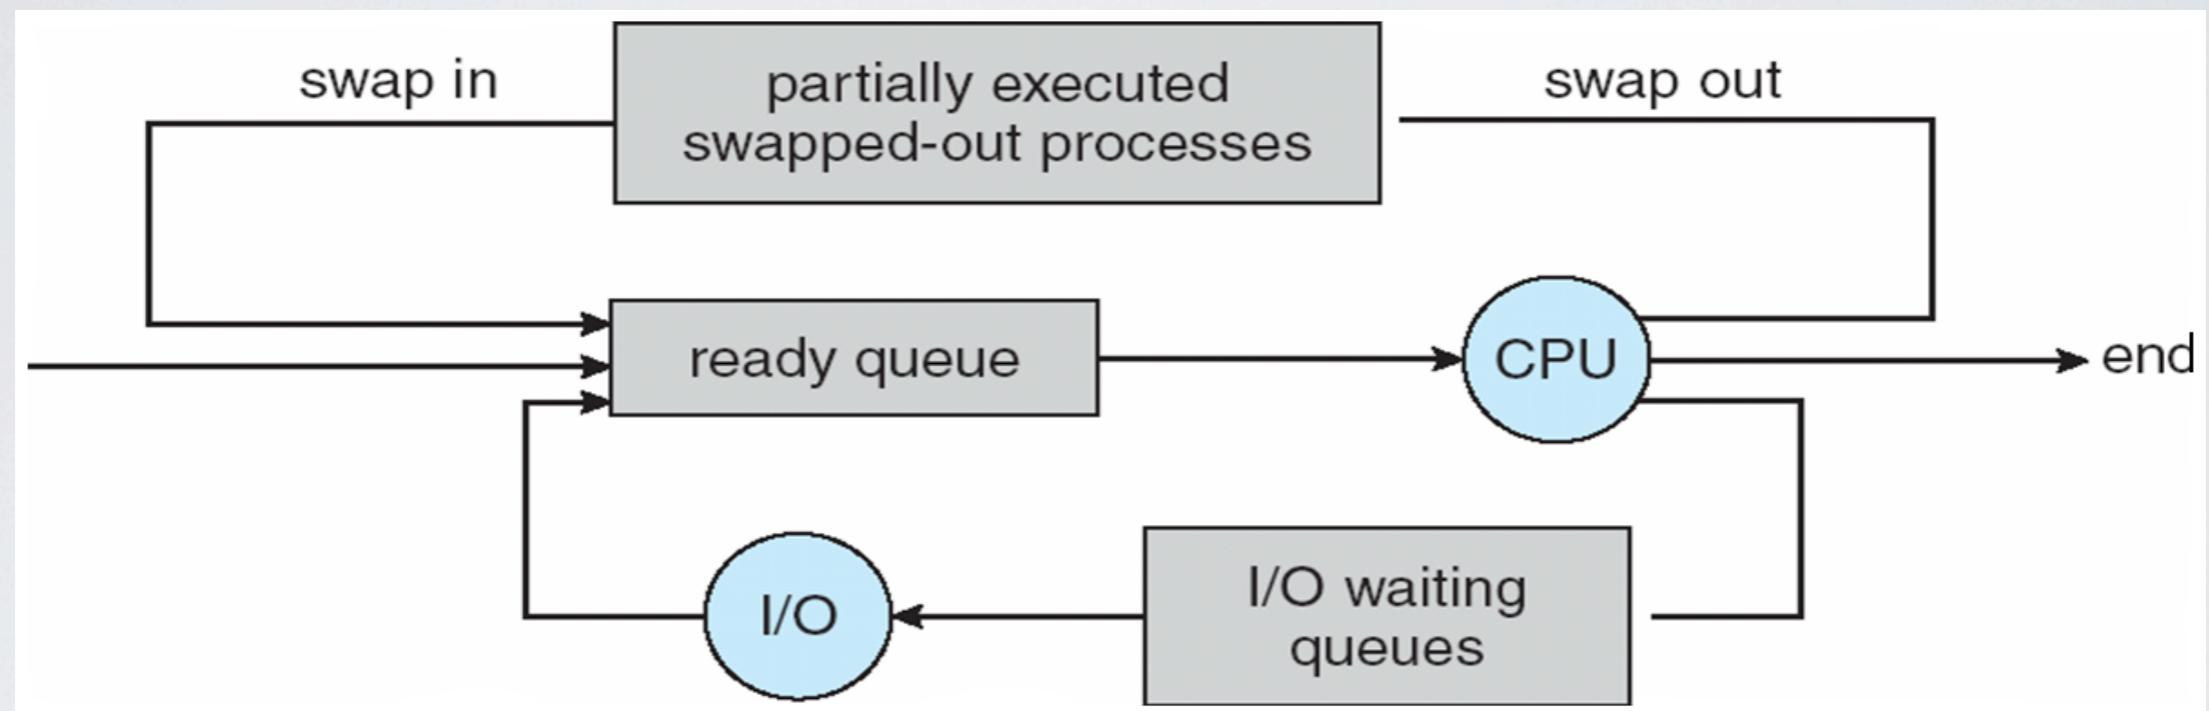 swap in
partially executed
swapped-out processes
swap out
ready queue
CPU
end
I/O
I/O waiting
queues